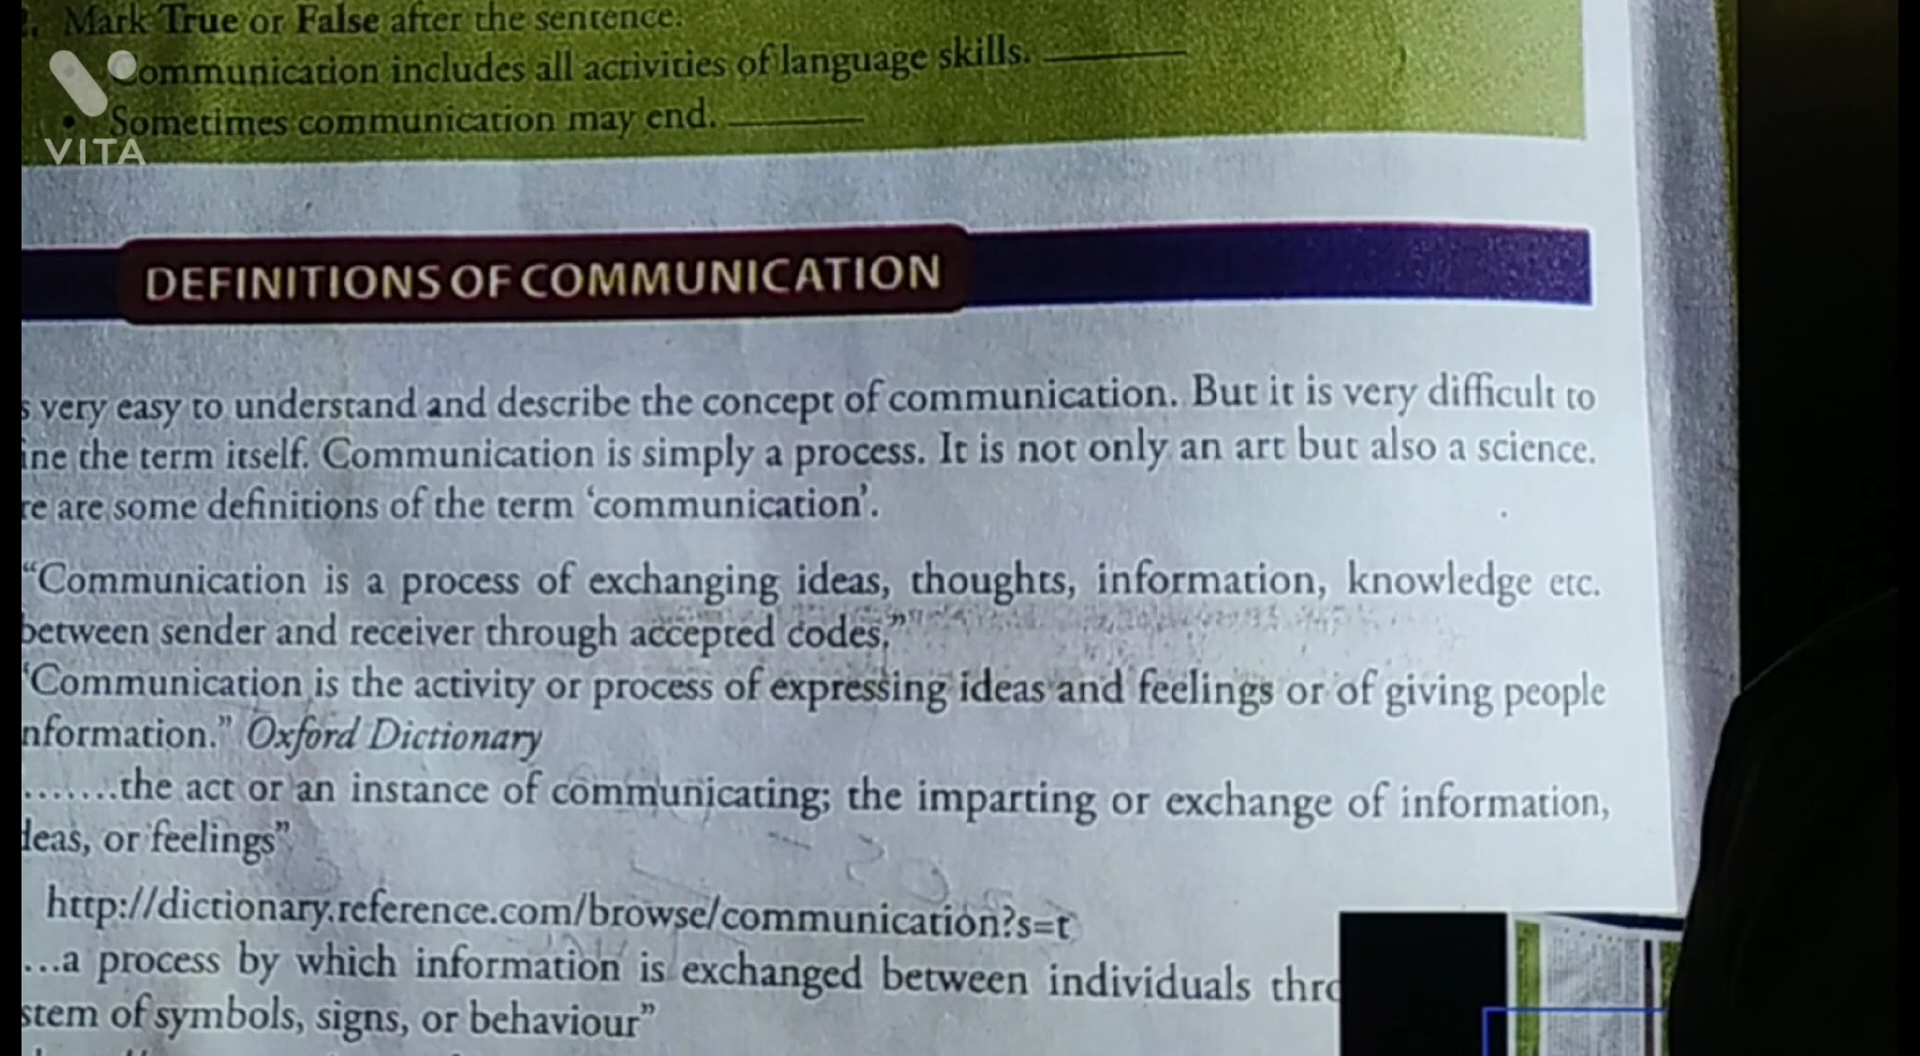 Mark True or False after the sentence.
Communication includes all activities of language skills.
• Sometimes communication may end.
VITA
DEFINITIONS OF COMMUNICATION
s very easy to understand and describe the concept of communication. But it is very difficult to
ine the term itself. Communication is simply a process. It is not only an art but also a science.
re are some definitions of the term ‘communication’.
“Communication is a process of exchanging ideas, thoughts, information, knowledge etc.
between sender and receiver through accepted codes,”
‘Communication is the activity or process of expressing ideas and feelings or of giving people
nformation.” Oxford Dictionary
.......the act or an instance of communicating; the imparting or exchange of information,
deas, or feelings”
http://dictionary.reference.com/browse/communication?s=t
...a process by which information is exchanged between individuals thro
stem of symbols, signs, or behaviour”